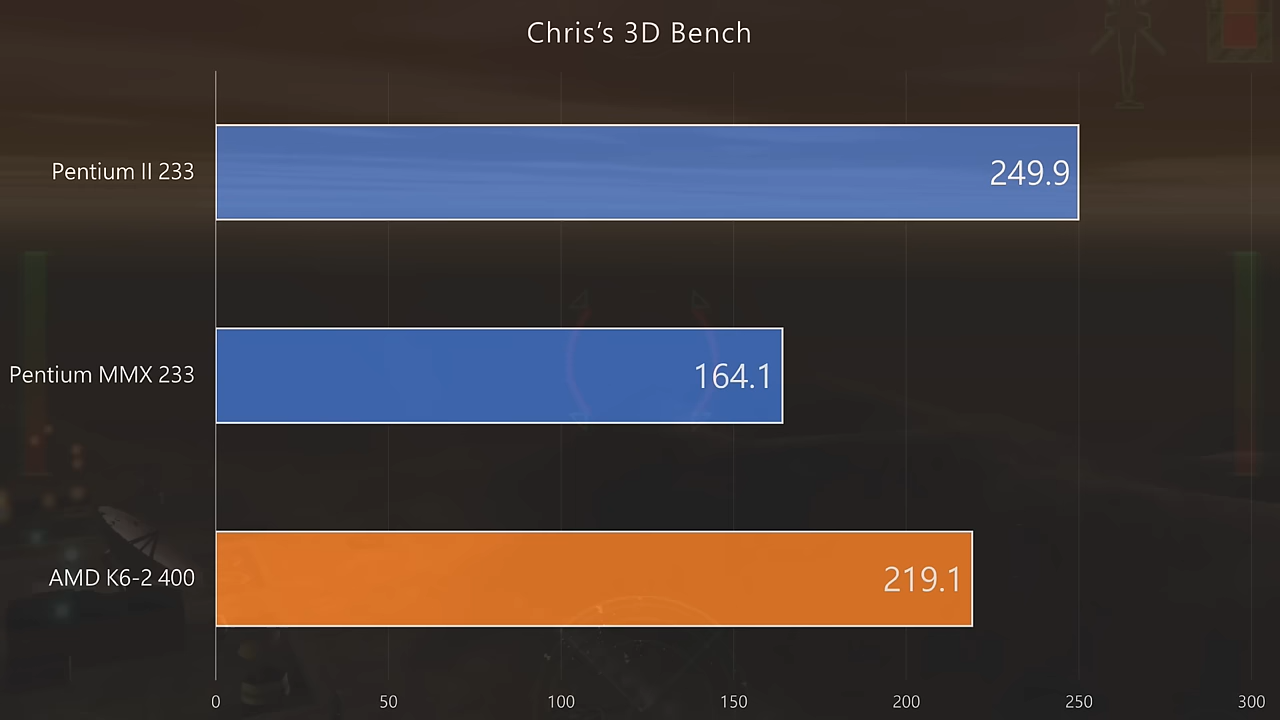 Chris’s 3D Bench
Pentium II 233
249.9
Pentium MMX 233
164.1
AMD K6-2 400
219.1
0 50 100 150 200 250 300